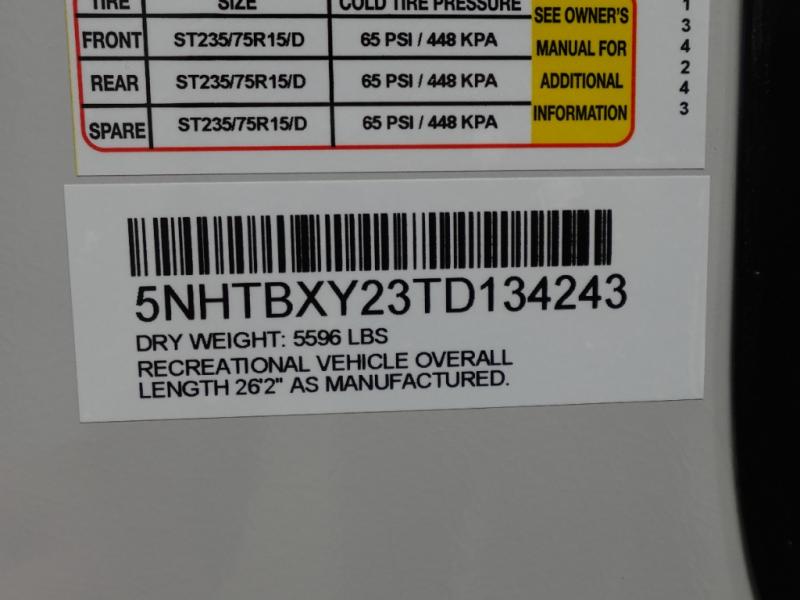 TIRE SIZE COLD TIRE PRESSURE
SEE OWNER'S
MANUAL FOR
ADDITIONAL
INFORMATION
FRONT ST235/75R15/D 65 PSI / 448 KPA
REAR ST235/75R15/D 65 PSI / 448 KPA
SPARE ST235/75R15/D 65 PSI / 448 KPA
1
3
4
2
4
3
5NHTBXY23TD134243
DRY WEIGHT: 5596 LBS
RECREATIONAL VEHICLE OVERALL
LENGTH 26'2" AS MANUFACTURED.